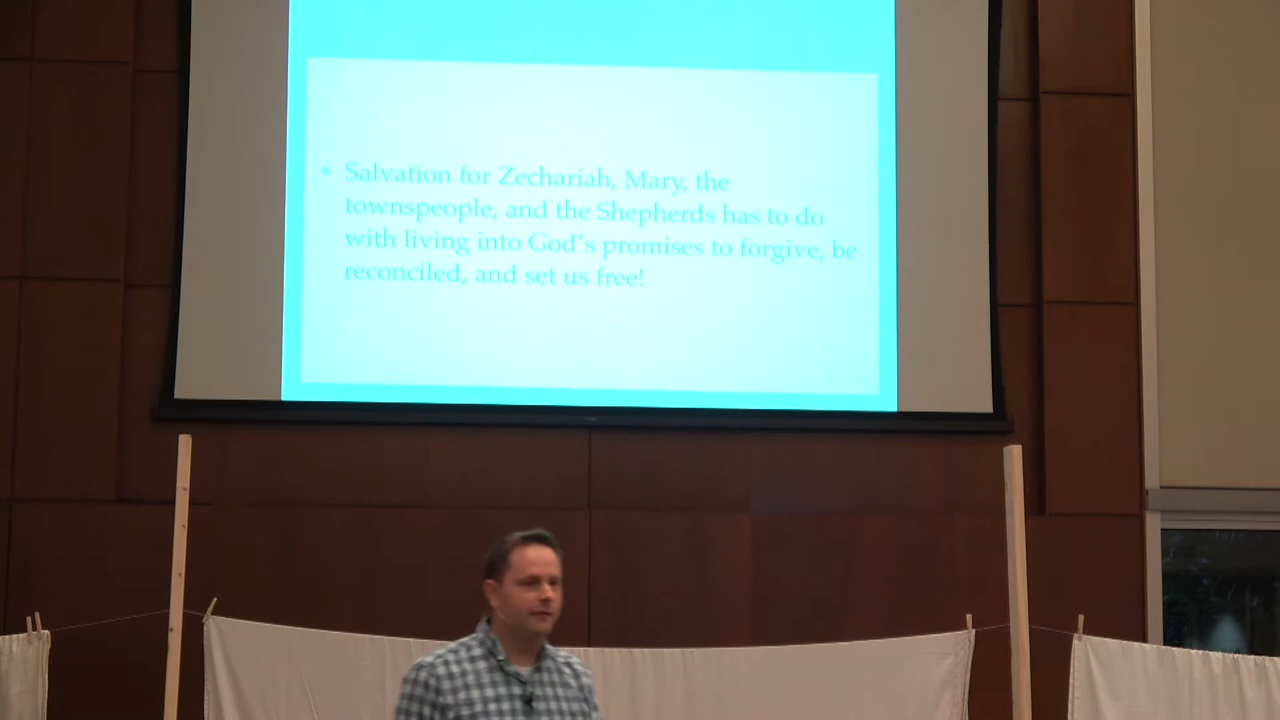 • Salvation for Zechariah, Mary, the
townspeople, and the Shepherds has to do
with living into God's promises to forgive, be
reconciled, and set us free!